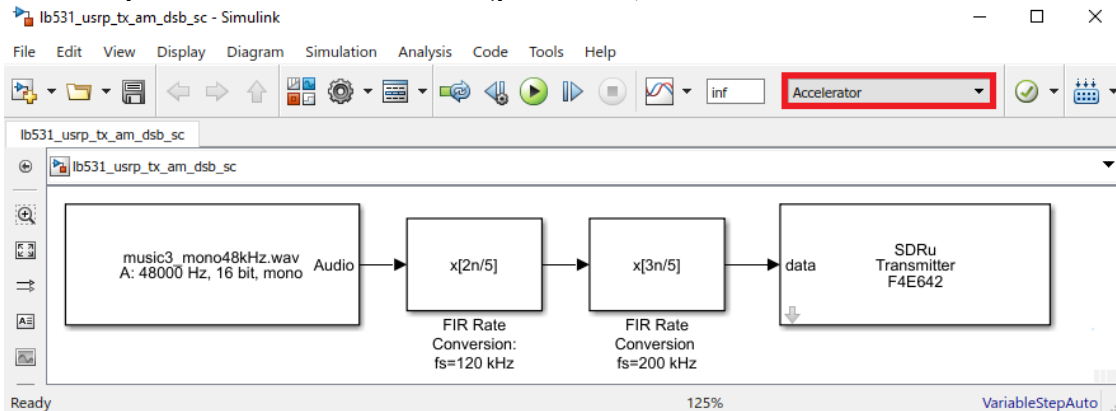 lb531_usrp_tx_am_dsb_sc - Simulink
File Edit View Display Diagram Simulation Analysis Code Tools Help
inf Accelerator
lb531_usrp_tx_am_dsb_sc
lb531_usrp_tx_am_dsb_sc
music3_mono48kHz.wav
A: 48000 Hz, 16 bit, mono
Audio
x[2n/5]
FIR Rate
Conversion:
fs=120 kHz
x[3n/5]
FIR Rate
Conversion
fs=200 kHz
data
SDRu
Transmitter
F4E642
Ready 125% VariableStepAuto